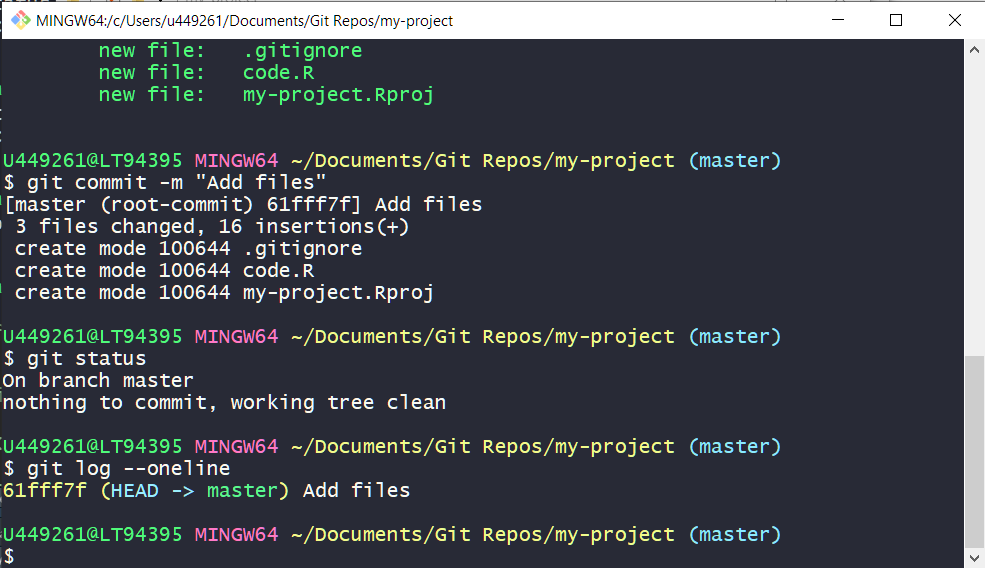 MINGW64:/c/Users/u449261/Documents/Git Repos/my-project
new file:   .gitignore
new file:   code.R
new file:   my-project.Rproj
U449261@LT94395 MINGW64 ~/Documents/Git Repos/my-project (master)
$ git commit -m "Add files"
[master (root-commit) 61fff7f] Add files
 3 files changed, 16 insertions(+)
 create mode 100644 .gitignore
 create mode 100644 code.R
 create mode 100644 my-project.Rproj
U449261@LT94395 MINGW64 ~/Documents/Git Repos/my-project (master)
$ git status
On branch master
nothing to commit, working tree clean
U449261@LT94395 MINGW64 ~/Documents/Git Repos/my-project (master)
$ git log --oneline
61fff7f (HEAD -> master) Add files
U449261@LT94395 MINGW64 ~/Documents/Git Repos/my-project (master)
$